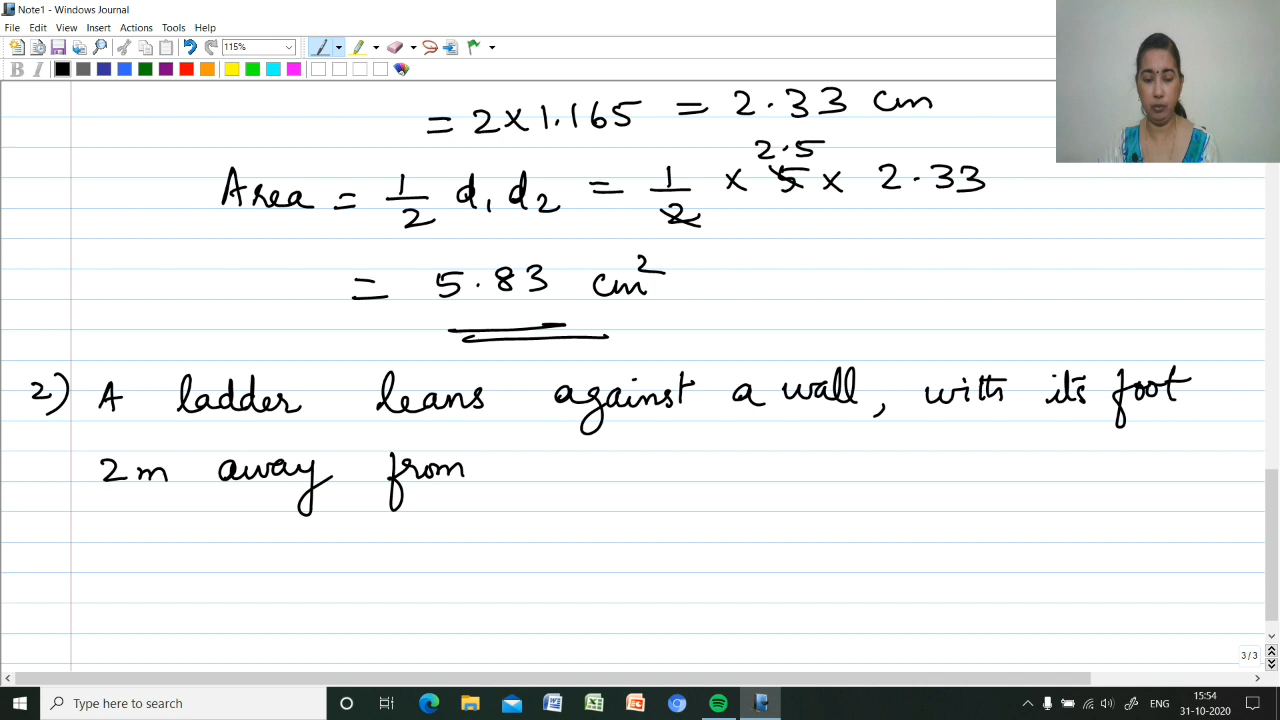 Note1 - Windows Journal
File Edit View Insert Actions Tools Help
115%
B I
= 2 × 1.165 = 2.33 cm
2.5
Area = 1/2 d1 d2 = 1/2 × 5 × 2.33
= 5.83 cm²
2) A ladder leans against a wall, with its foot
2m away from
3/3
Type here to search
ENG
15:54
31-10-2020